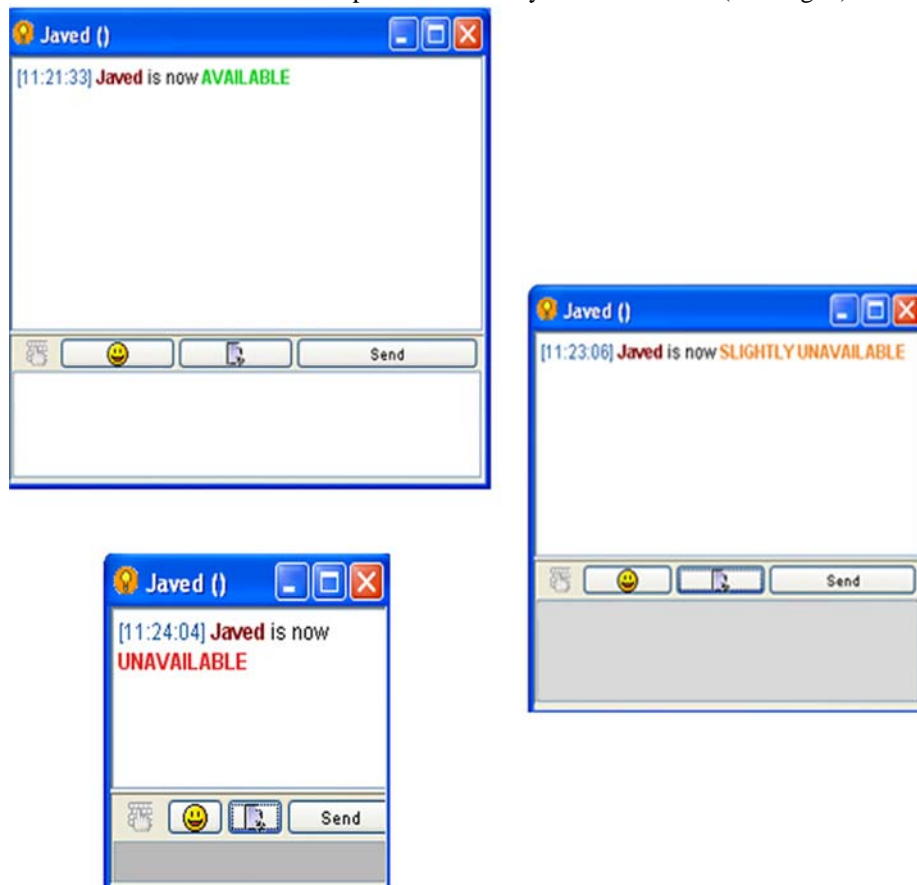 Javed ()
[11:21:33] Javed is now AVAILABLE
Send
Javed ()
[11:23:06] Javed is now SLIGHTLY UNAVAILABLE
Send
Javed ()
[11:24:04] Javed is now
UNAVAILABLE
Send